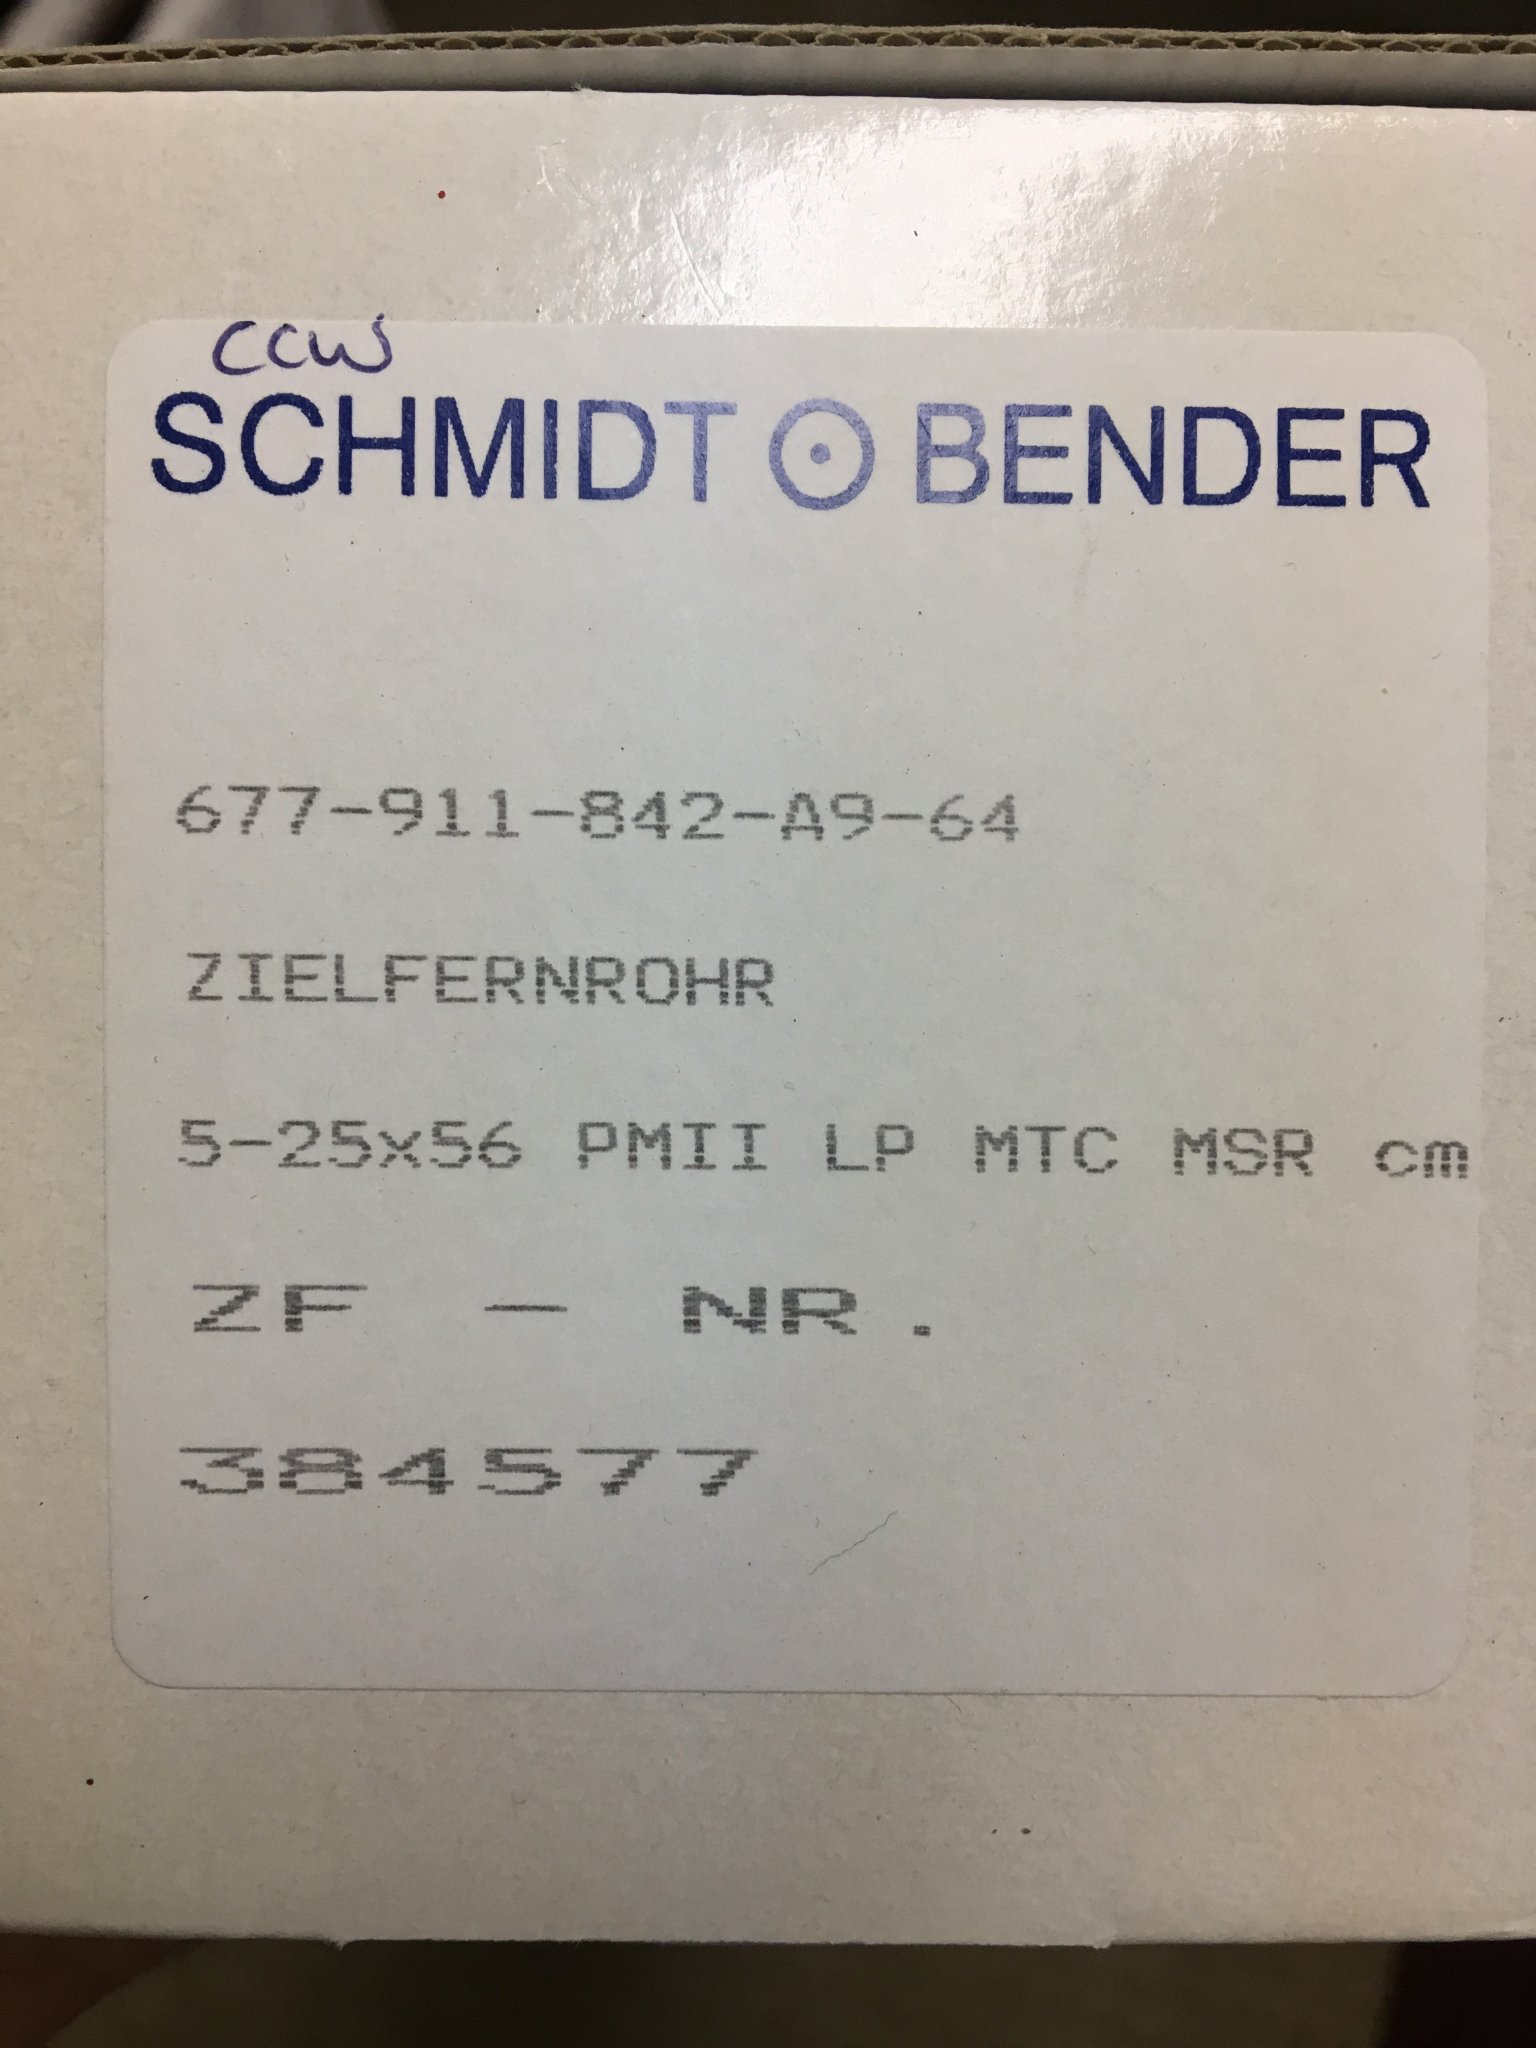 CCW
SCHMIDT BENDER
677-911-842-A9-64
ZIELFERNROHR
5-25x56 PMII LP MTC MSR cm
ZF - NR.
384577